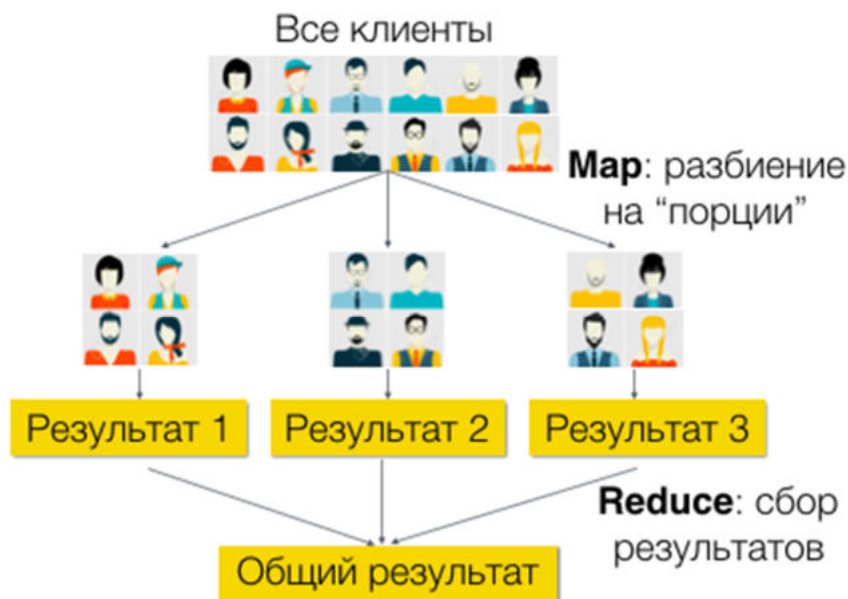 Все клиенты
Map: разбиение
на “порции”
Результат 1
Результат 2
Результат 3
Reduce: сбор
результатов
Общий результат